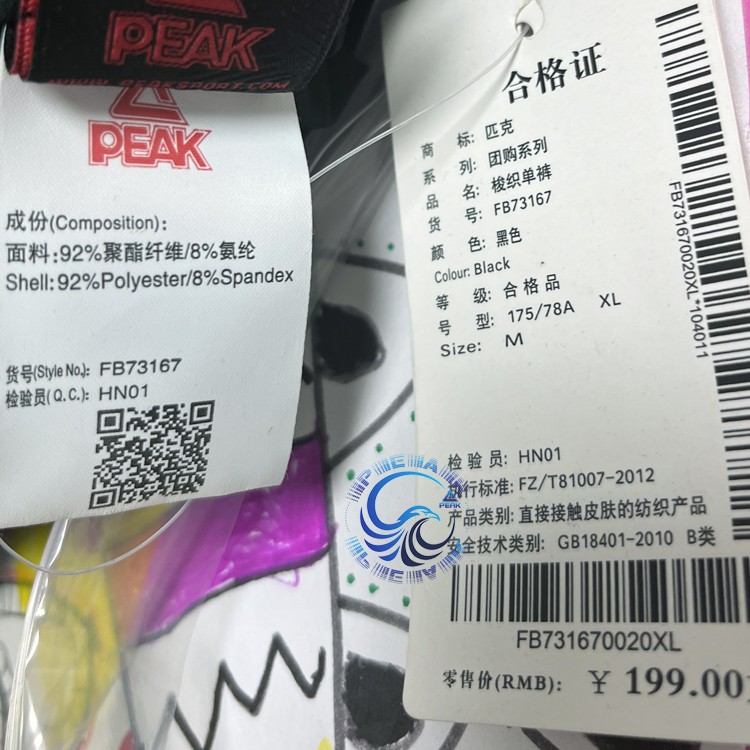 PEAK
WWW.PEAKSPORT.COM
PEAK
成份(Composition):
面料:92%聚酯纤维/8%氨纶
Shell:92%Polyester/8%Spandex
货号(Style No.): FB73167
检验员(Q.C.): HN01
合格证
商 标: 匹克
系 列: 团购系列
品 名: 梭织单裤
货 号: FB73167
颜 色: 黑色
Colour: Black
等 级: 合格品
号 型: 175/78A XL
Size: M
检验员: HN01
执行标准: FZ/T81007-2012
产品类别: 直接接触皮肤的纺织产品
安全技术类别: GB18401-2010 B类
FB731670020XL
零售价(RMB): ¥ 199.00
FB731670020XL*104011
PEAK